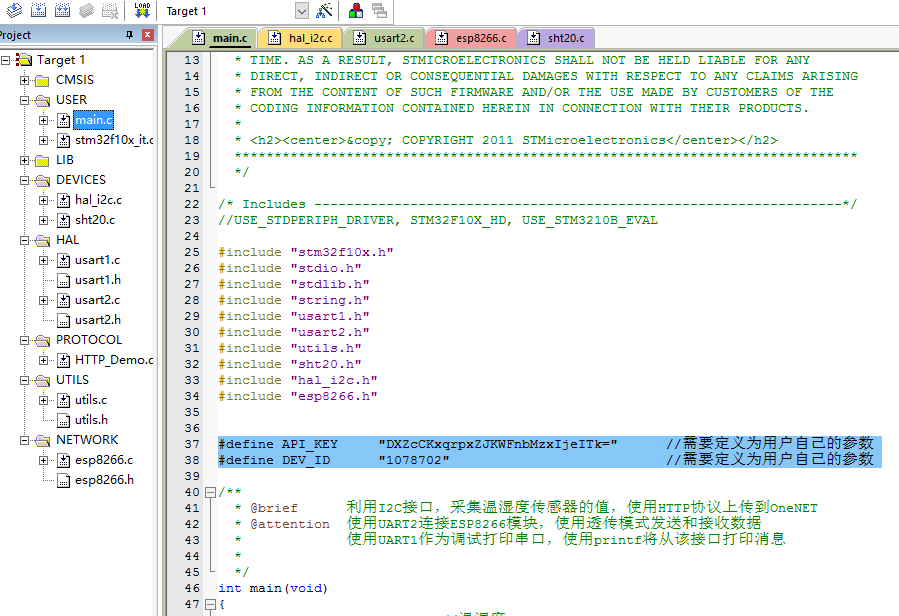 LOAD
Target 1
Project
main.c
hal_i2c.c
usart2.c
esp8266.c
sht20.c
Target 1
CMSIS
USER
main.c
stm32f10x_it.c
LIB
DEVICES
hal_i2c.c
sht20.c
HAL
usart1.c
usart1.h
usart2.c
usart2.h
PROTOCOL
HTTP_Demo.c
UTILS
utils.c
utils.h
NETWORK
esp8266.c
esp8266.h
13 * TIME. AS A RESULT, STMICROELECTRONICS SHALL NOT BE HELD LIABLE FOR ANY
14 * DIRECT, INDIRECT OR CONSEQUENTIAL DAMAGES WITH RESPECT TO ANY CLAIMS ARISING
15 * FROM THE CONTENT OF SUCH FIRMWARE AND/OR THE USE MADE BY CUSTOMERS OF THE
16 * CODING INFORMATION CONTAINED HEREIN IN CONNECTION WITH THEIR PRODUCTS.
17 *
18 * <h2><center>&copy; COPYRIGHT 2011 STMicroelectronics</center></h2>
19 ******************************************************************************
20 */
21
22 /* Includes ------------------------------------------------------------------*/
23 //USE_STDPERIPH_DRIVER, STM32F10X_HD, USE_STM3210B_EVAL
24
25 #include "stm32f10x.h"
26 #include "stdio.h"
27 #include "stdlib.h"
28 #include "string.h"
29 #include "usart1.h"
30 #include "usart2.h"
31 #include "utils.h"
32 #include "sht20.h"
33 #include "hal_i2c.h"
34 #include "esp8266.h"
35
36
37 #define API_KEY "DXZcCKxqrpxZJKWFnbMzxIjeITk=" //需要定义为用户自己的参数
38 #define DEV_ID "1078702" //需要定义为用户自己的参数
39
40 /**
41 * @brief 利用I2C接口，采集温湿度传感器的值，使用HTTP协议上传到OneNET
42 * @attention 使用UART2连接ESP8266模块，使用透传模式发送和接收数据
43 * 使用UART1作为调试打印串口，使用printf将从该接口打印消息
44 *
45 */
46 int main(void)
47 {